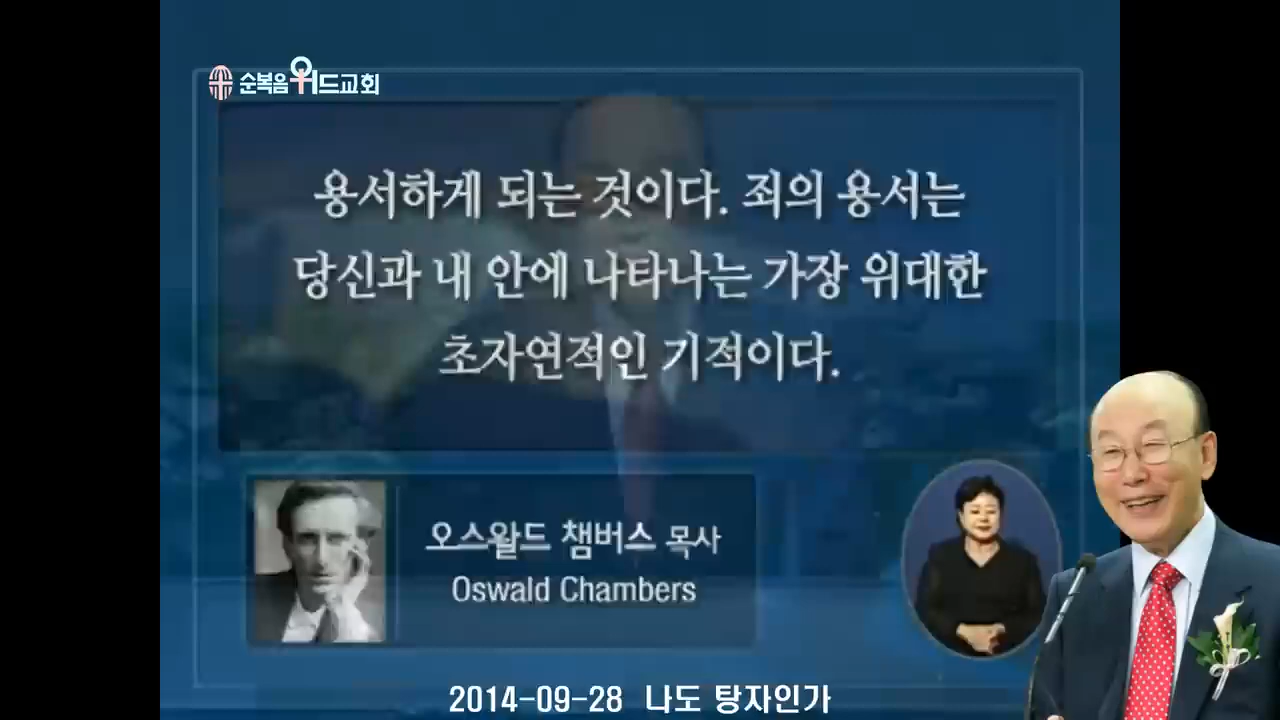 순복음위드교회
용서하게 되는 것이다. 죄의 용서는
당신과 내 안에 나타나는 가장 위대한
초자연적인 기적이다.
오스왈드 챔버스 목사
Oswald Chambers
2014-09-28 나도 탕자인가